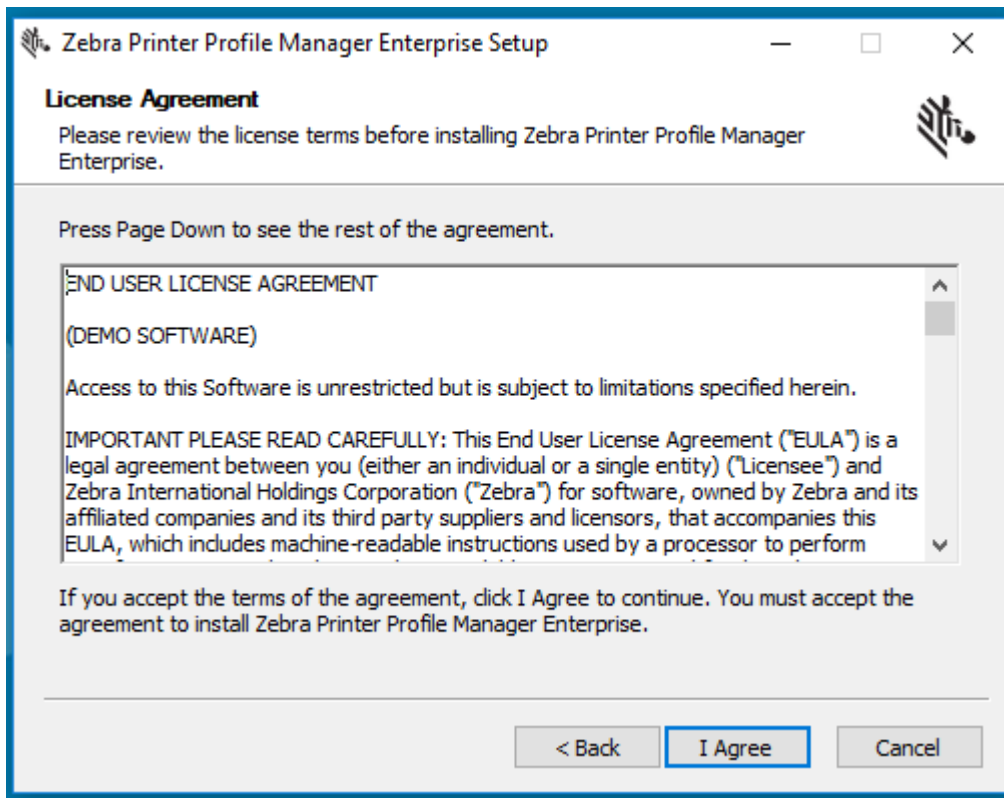 Zebra Printer Profile Manager Enterprise Setup
License Agreement
Please review the license terms before installing Zebra Printer Profile Manager
Enterprise.
Press Page Down to see the rest of the agreement.
END USER LICENSE AGREEMENT
(DEMO SOFTWARE)
Access to this Software is unrestricted but is subject to limitations specified herein.
IMPORTANT PLEASE READ CAREFULLY: This End User License Agreement ("EULA") is a
legal agreement between you (either an individual or a single entity) ("Licensee") and
Zebra International Holdings Corporation ("Zebra") for software, owned by Zebra and its
affiliated companies and its third party suppliers and licensors, that accompanies this
EULA, which includes machine-readable instructions used by a processor to perform
If you accept the terms of the agreement, click I Agree to continue. You must accept the
agreement to install Zebra Printer Profile Manager Enterprise.
< Back
I Agree
Cancel